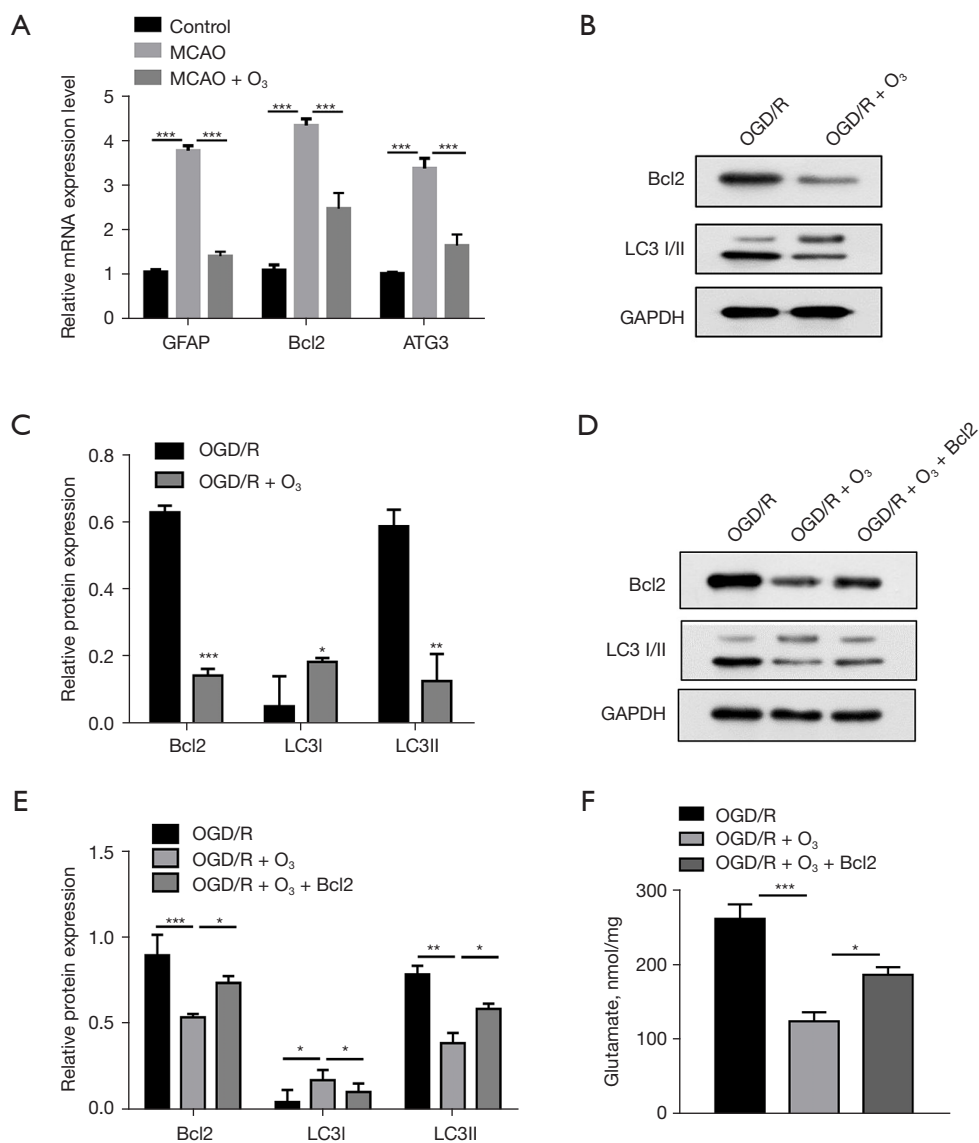 A
Control
MCAO
MCAO + O₃
Relative mRNA expression level
5
4
3
2
1
0
*** ***
*** ***
*** ***
GFAP Bcl2 ATG3
B
OGD/R
OGD/R + O₃
Bcl2
LC3 I/II
GAPDH
C
OGD/R
OGD/R + O₃
Relative protein expression
0.8
0.6
0.4
0.2
0.0
***
*
**
Bcl2 LC3I LC3II
D
OGD/R
OGD/R + O₃
OGD/R + O₃ + Bcl2
Bcl2
LC3 I/II
GAPDH
E
OGD/R
OGD/R + O₃
OGD/R + O₃ + Bcl2
Relative protein expression
1.5
1.0
0.5
0.0
*** *
* *
** *
Bcl2 LC3I LC3II
F
OGD/R
OGD/R + O₃
OGD/R + O₃ + Bcl2
Glutamate, nmol/mg
300
200
100
0
***
*